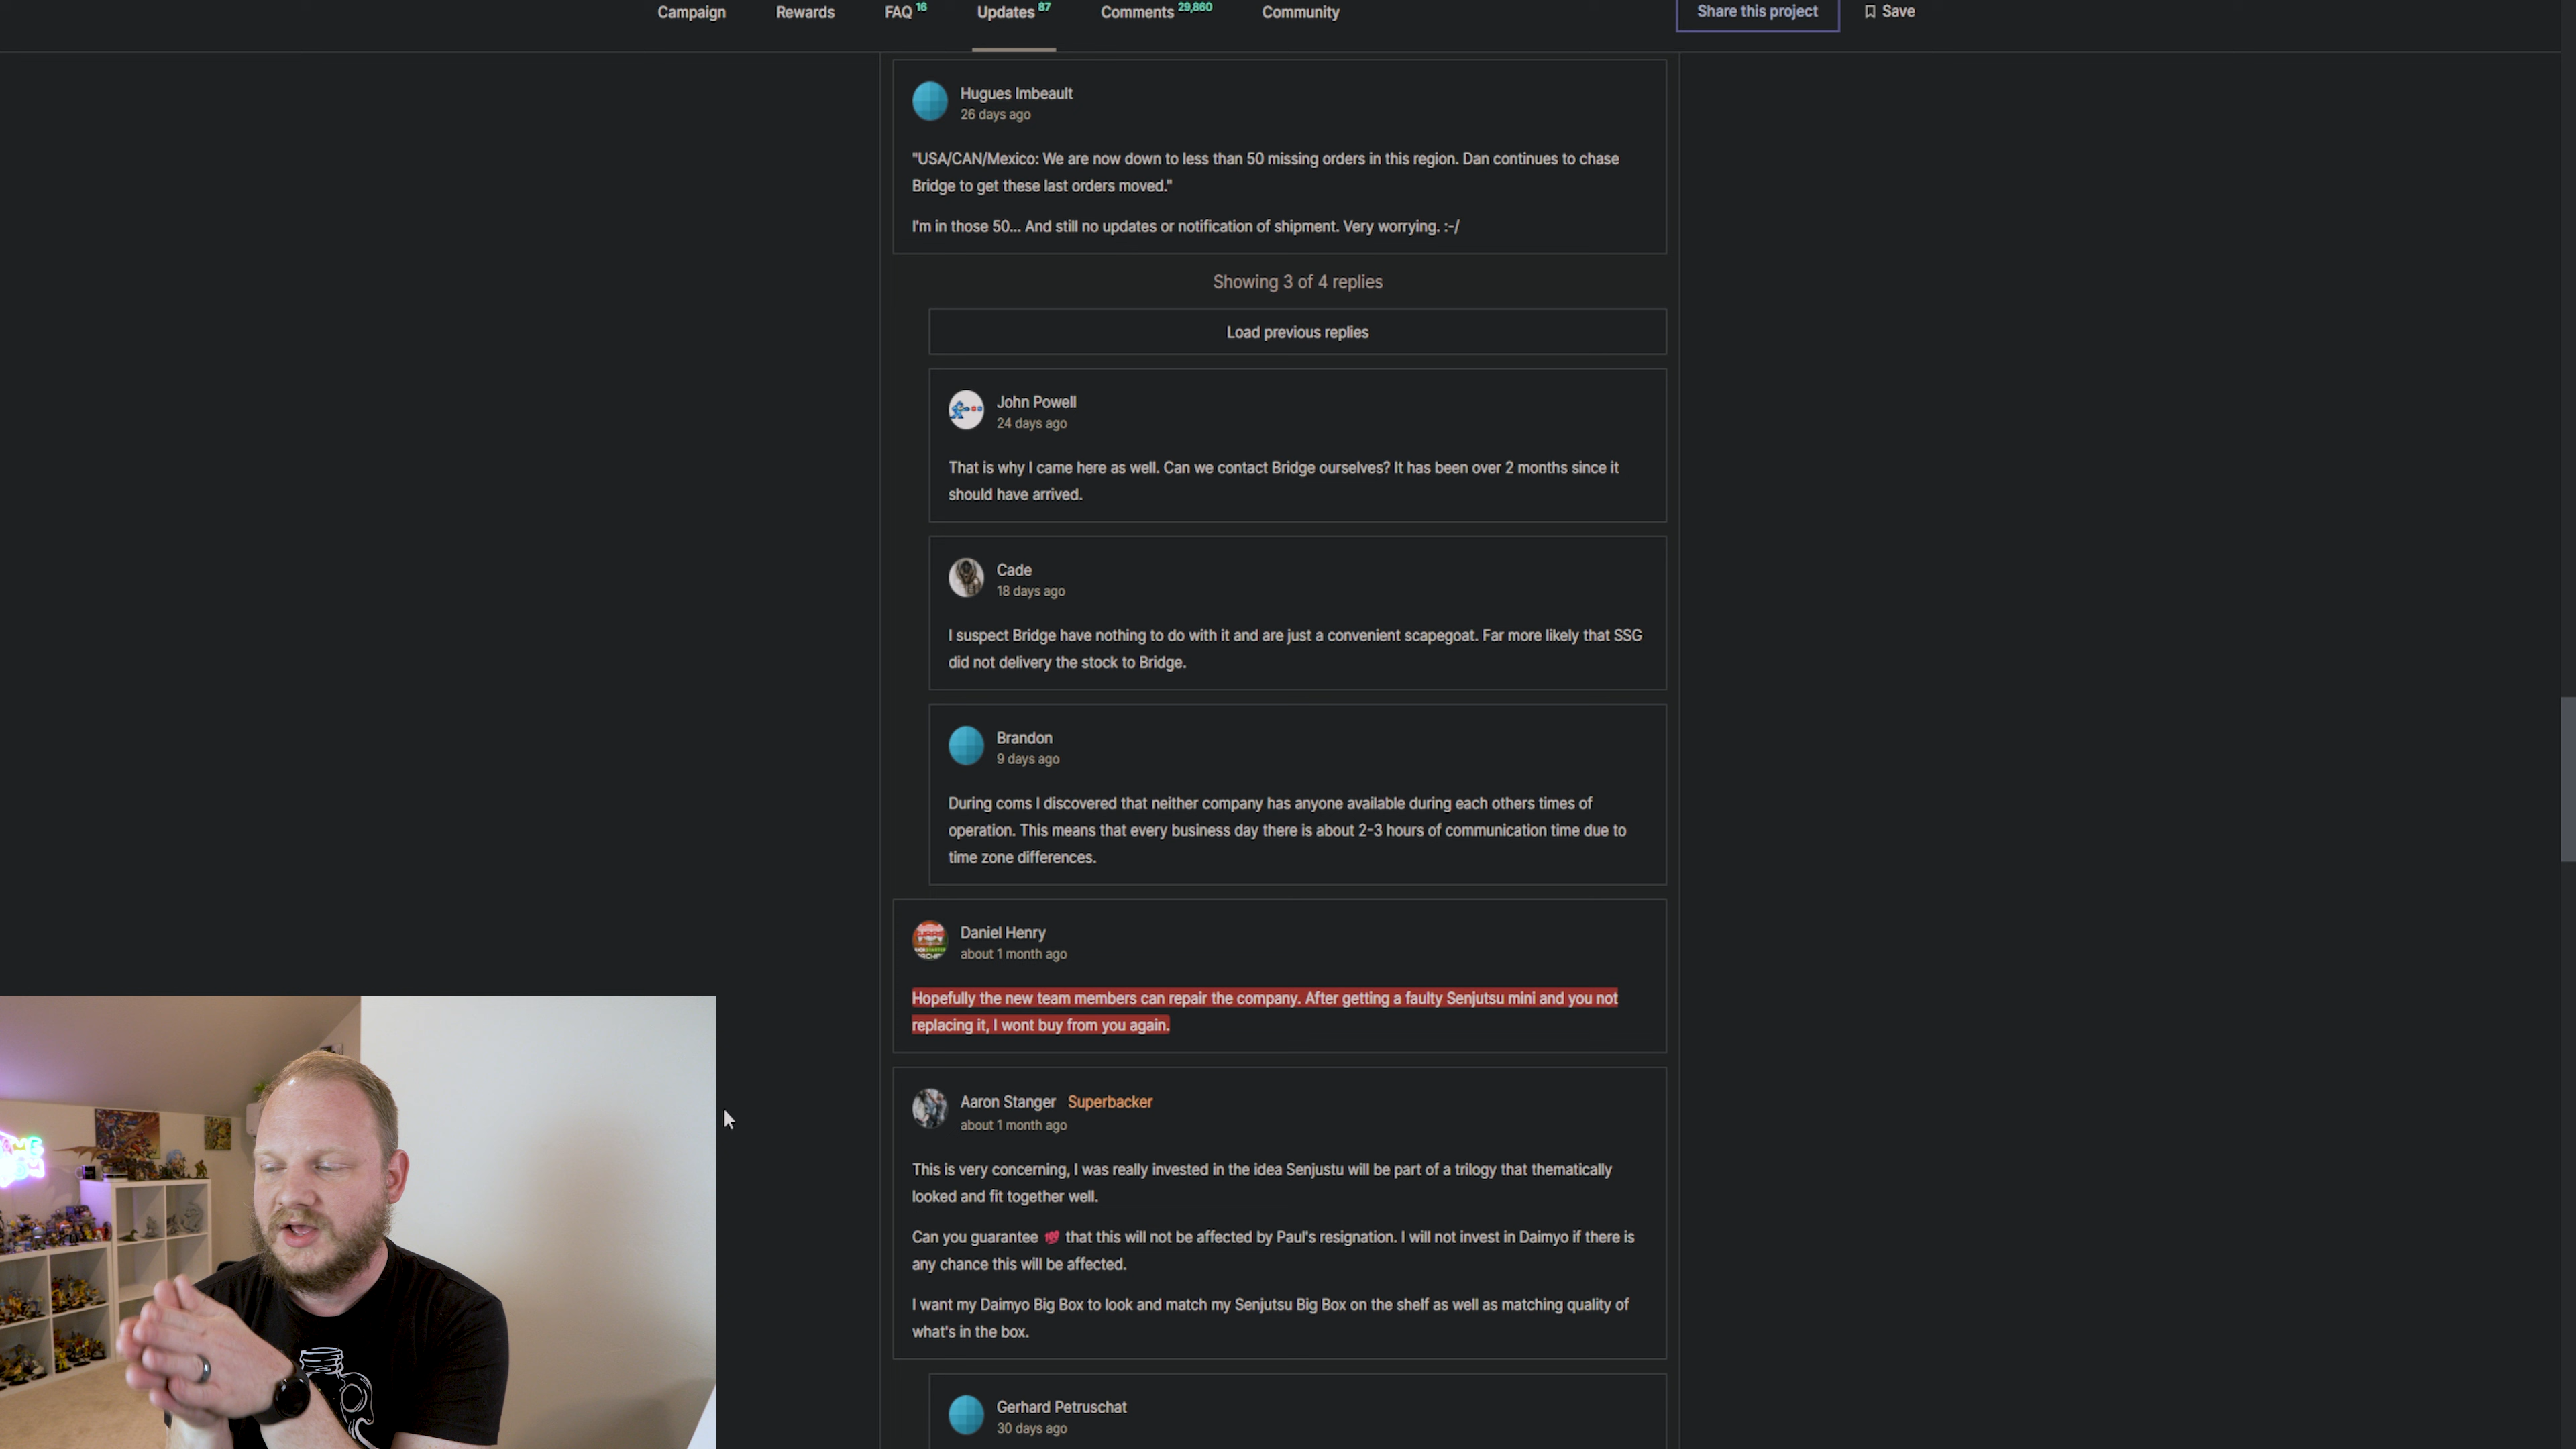 Campaign Rewards FAQ 16 Updates 87 Comments 29,860 Community Share this project Save
Hugues Imbeault
26 days ago
"USA/CAN/Mexico: We are now down to less than 50 missing orders in this region. Dan continues to chase
Bridge to get these last orders moved."
I'm in those 50... And still no updates or notification of shipment. Very worrying. :-/
Showing 3 of 4 replies
Load previous replies
John Powell
24 days ago
That is why I came here as well. Can we contact Bridge ourselves? It has been over 2 months since it
should have arrived.
Cade
18 days ago
I suspect Bridge have nothing to do with it and are just a convenient scapegoat. Far more likely that SSG
did not delivery the stock to Bridge.
Brandon
9 days ago
During coms I discovered that neither company has anyone available during each others times of
operation. This means that every business day there is about 2-3 hours of communication time due to
time zone differences.
Daniel Henry
about 1 month ago
Hopefully the new team members can repair the company. After getting a faulty Senjutsu mini and you not
replacing it, I wont buy from you again.
Aaron Stanger Superbacker
about 1 month ago
This is very concerning, I was really invested in the idea Senjustu will be part of a trilogy that thematically
looked and fit together well.
Can you guarantee 💯 that this will not be affected by Paul's resignation. I will not invest in Daimyo if there is
any chance this will be affected.
I want my Daimyo Big Box to look and match my Senjutsu Big Box on the shelf as well as matching quality of
what's in the box.
Gerhard Petruschat
30 days ago